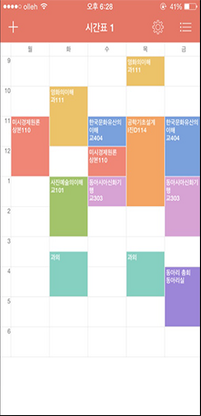 olleh 오후 6:28 41%
시간표 1
월 화 수 목 금
9
영화의이해
과111
10
영화의이해
과111
11
미시경제원론
상본110
한국문화유산의
이해
교404
공학기초설계
I진D114
한국문화유산의
이해
교404
12
미시경제원론
상본110
1
사진예술의이해
교101
동아시아신화기
행
교303
동아시아신화기
행
교303
2
3
과외
과외
4
동아리 총회
동아리실
5
6